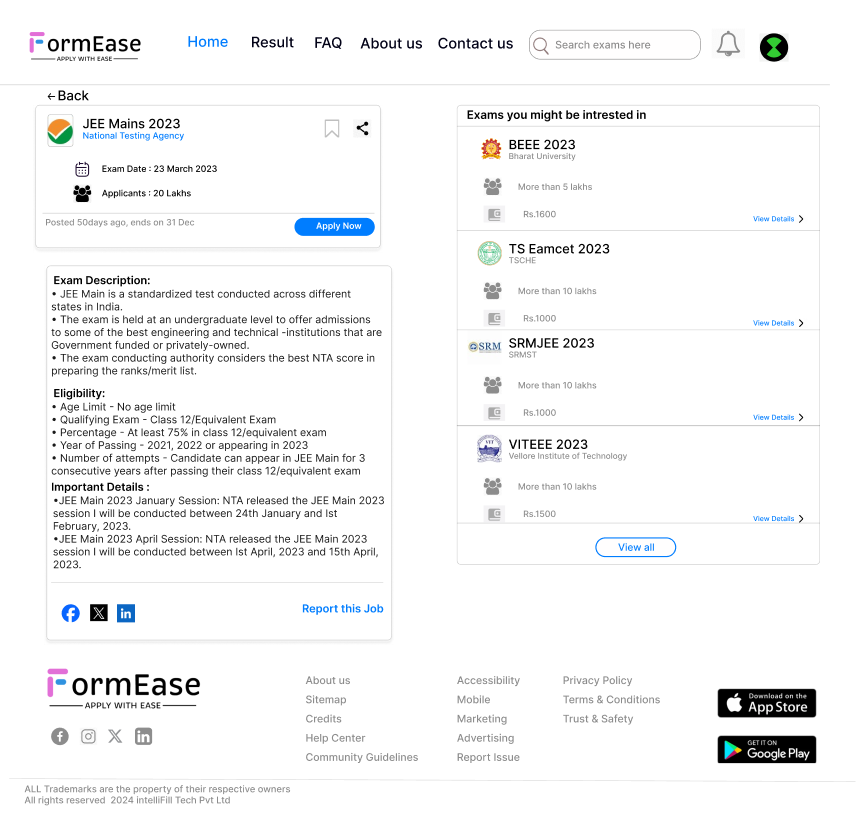 FormEase
APPLY WITH EASE
Home Result FAQ About us Contact us Search exams here
←Back
JEE Mains 2023
National Testing Agency
Exam Date : 23 March 2023
Applicants : 20 Lakhs
Posted 50days ago, ends on 31 Dec
Apply Now
Exam Description:
• JEE Main is a standardized test conducted across different
states in India.
• The exam is held at an undergraduate level to offer admissions
to some of the best engineering and technical -institutions that are
Government funded or privately-owned.
• The exam conducting authority considers the best NTA score in
preparing the ranks/merit list.
Eligibility:
• Age Limit - No age limit
• Qualifying Exam - Class 12/Equivalent Exam
• Percentage - At least 75% in class 12/equivalent exam
• Year of Passing - 2021, 2022 or appearing in 2023
• Number of attempts - Candidate can appear in JEE Main for 3
consecutive years after passing their class 12/equivalent exam
Important Details :
•JEE Main 2023 January Session: NTA released the JEE Main 2023
session I will be conducted between 24th January and Ist
February, 2023.
•JEE Main 2023 April Session: NTA released the JEE Main 2023
session I will be conducted between Ist April, 2023 and 15th April,
2023.
Report this Job
Exams you might be intrested in
BEEE 2023
Bharat University
More than 5 lakhs
Rs.1600
View Details
TS Eamcet 2023
TSCHE
More than 10 lakhs
Rs.1000
View Details
SRM
SRMJEE 2023
SRMST
More than 10 lakhs
Rs.1000
View Details
VITEEE 2023
Vellore Institute of Technology
More than 10 lakhs
Rs.1500
View Details
View all
FormEase
APPLY WITH EASE
About us
Sitemap
Credits
Help Center
Community Guidelines
Accessibility
Mobile
Marketing
Advertising
Report Issue
Privacy Policy
Terms & Conditions
Trust & Safety
Download on the
App Store
GET IT ON
Google Play
ALL Trademarks are the property of their respective owners
All rights reserved 2024 intelliFill Tech Pvt Ltd